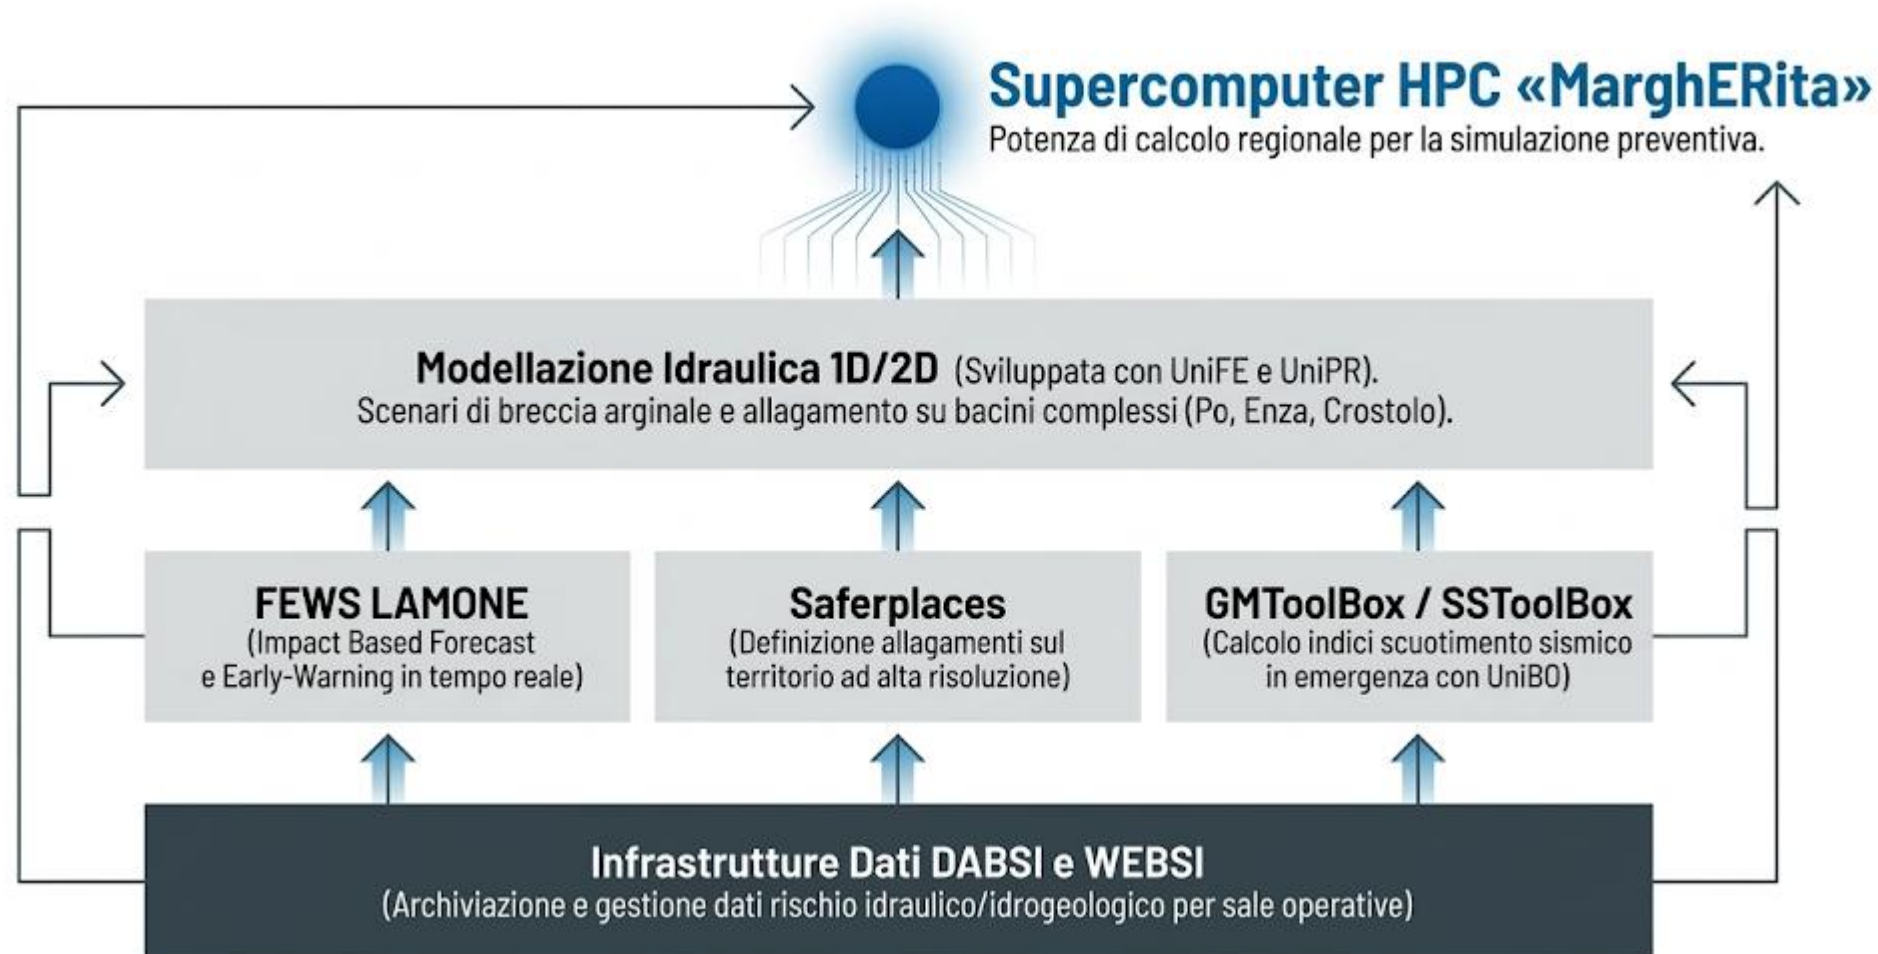 Supercomputer HPC «MarghERita»
Potenza di calcolo regionale per la simulazione preventiva.
Modellazione Idraulica 1D/2D (Sviluppata con UniFE e UniPR).
Scenari di breccia arginale e allagamento su bacini complessi (Po, Enza, Crostolo).
FEWS LAMONE
(Impact Based Forecast
e Early-Warning in tempo reale)
Saferplaces
(Definizione allagamenti sul
territorio ad alta risoluzione)
GMToolBox / SSToolBox
(Calcolo indici scuotimento sismico
in emergenza con UniBO)
Infrastrutture Dati DABSI e WEBSI
(Archiviazione e gestione dati rischio idraulico/idrogeologico per sale operative)